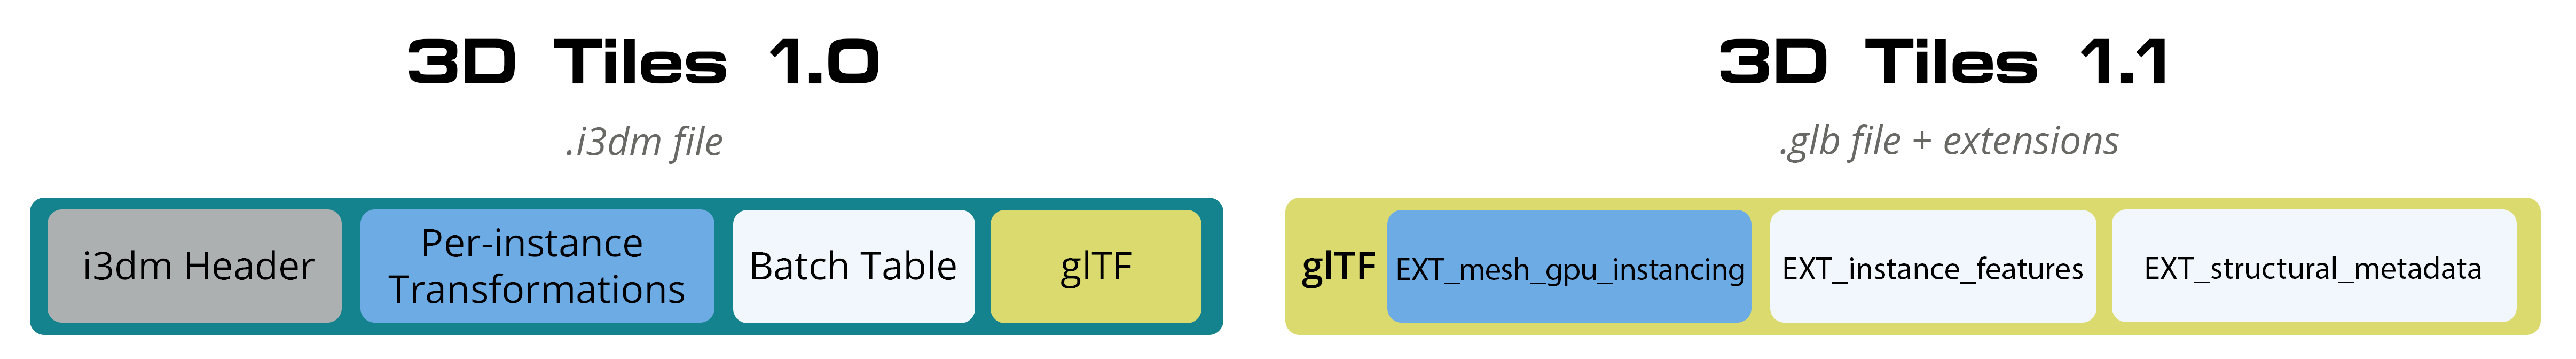 3D Tiles 1.0
.i3dm file
i3dm Header
Per-instance
Transformations
Batch Table
glTF
3D Tiles 1.1
.glb file + extensions
glTF
EXT_mesh_gpu_instancing
EXT_instance_features
EXT_structural_metadata